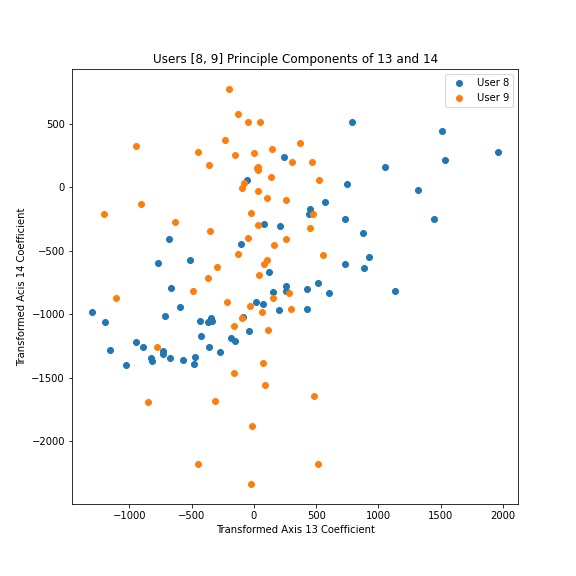 Users [8, 9] Principle Components of 13 and 14
User 8
User 9
500
0
−500
−1000
−1500
−2000
Transformed Acis 14 Coefficient
−1000
−500
0
500
1000
1500
2000
Transformed Axis 13 Coefficient